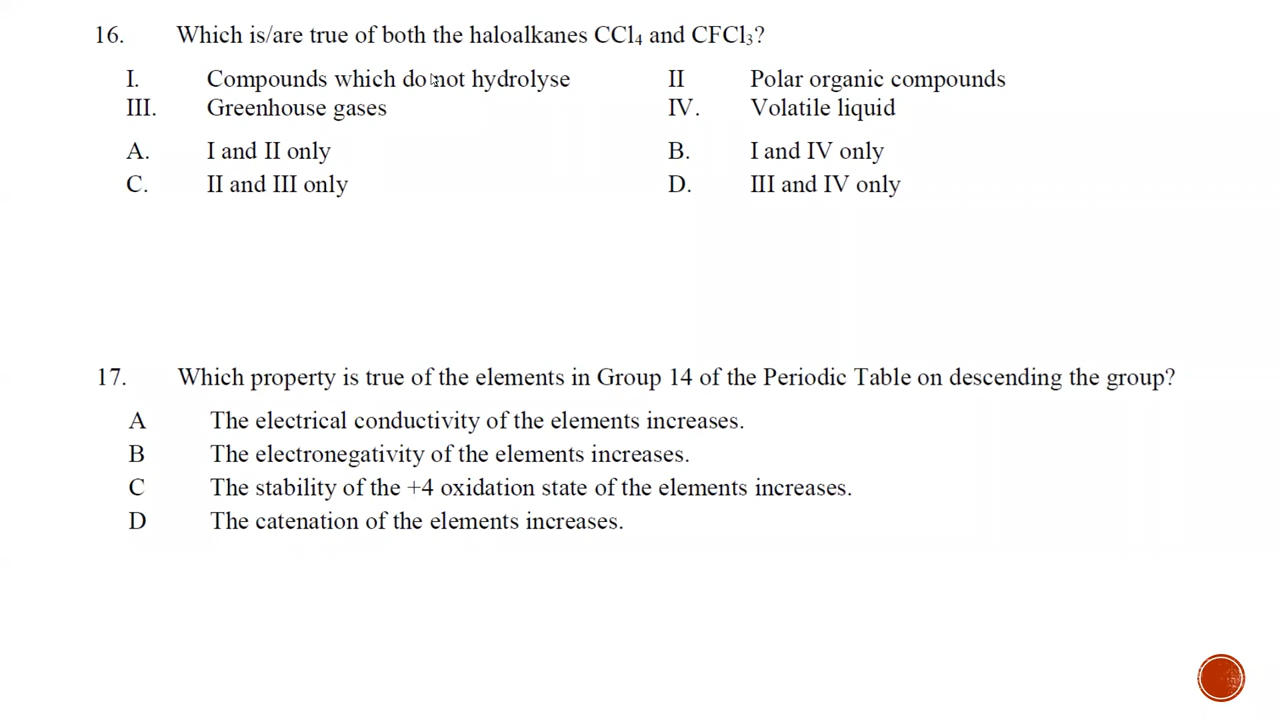 16. Which is/are true of both the haloalkanes CCl₄ and CFCl₃?
I. Compounds which do not hydrolyse II Polar organic compounds
III. Greenhouse gases IV. Volatile liquid
A. I and II only B. I and IV only
C. II and III only D. III and IV only
17. Which property is true of the elements in Group 14 of the Periodic Table on descending the group?
A The electrical conductivity of the elements increases.
B The electronegativity of the elements increases.
C The stability of the +4 oxidation state of the elements increases.
D The catenation of the elements increases.